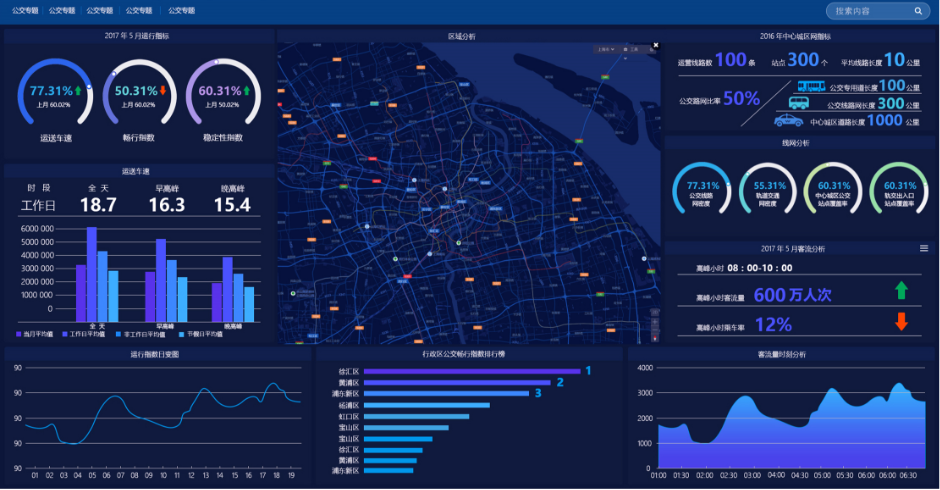 公交专题 公交专题 公交专题 公交专题 公交专题
搜索内容
2017 年 5 月运行指标
77.31%
上月 60.02%
运送车速
50.31%
上月 60.02%
畅行指数
60.31%
上月 50.02%
稳定性指数
运送车速
时 段 全 天 早高峰 晚高峰
工作日 18.7 16.3 15.4
6000 000
5000 000
4000 000
3000 000
2000 000
1000 000
0
全 天 早高峰 晚高峰
当月平均值 工作日平均值 非工作日平均值 节假日平均值
区域分析
2016 年中心城区网指标
运营线路数 100 条 站点 300 个 平均线路长度 10 公里
公交路网比率 50%
公交专用道长度 100 公里
公交线路网长度 300 公里
中心城区道路长度 1000 公里
线网分析
77.31%
公交线路
网密度
55.31%
轨道交通
网密度
60.31%
中心城区公交
站点覆盖率
60.31%
轨交出入口
站点覆盖率
2017 年 5 月客流分析
高峰小时 08：00-10：00
高峰小时客流量 600 万人次
高峰小时乘车率 12%
运行指数日变图
90
90
90
90
90
01 02 03 04 05 06 07 08 09 10 11 12 13 14 15 16 17 18 19
行政区公交畅行指数排行榜
徐汇区 1
黄浦区 2
浦东新区 3
杨浦区
虹口区
宝山区
宝山区
徐汇区
黄浦区
浦东新区
客流量时刻分析
4000
3000
2000
1000
0
01:00 01:30 02:00 02:30 03:00 03:30 04:00 04:30 05:00 05:30 06:00 06:30